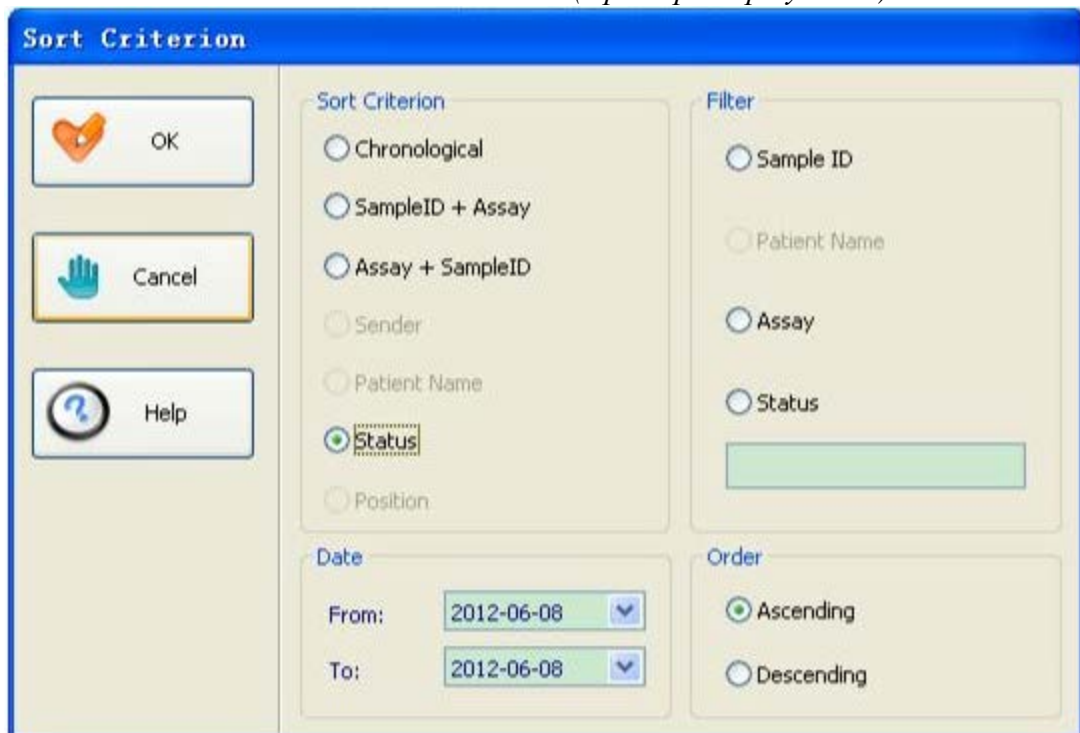 Sort Criterion
OK
Cancel
Help
Sort Criterion
Chronological
SampleID + Assay
Assay + SampleID
Sender
Patient Name
Status
Position
Filter
Sample ID
Patient Name
Assay
Status
Date
From: 2012-06-08
To: 2012-06-08
Order
Ascending
Descending